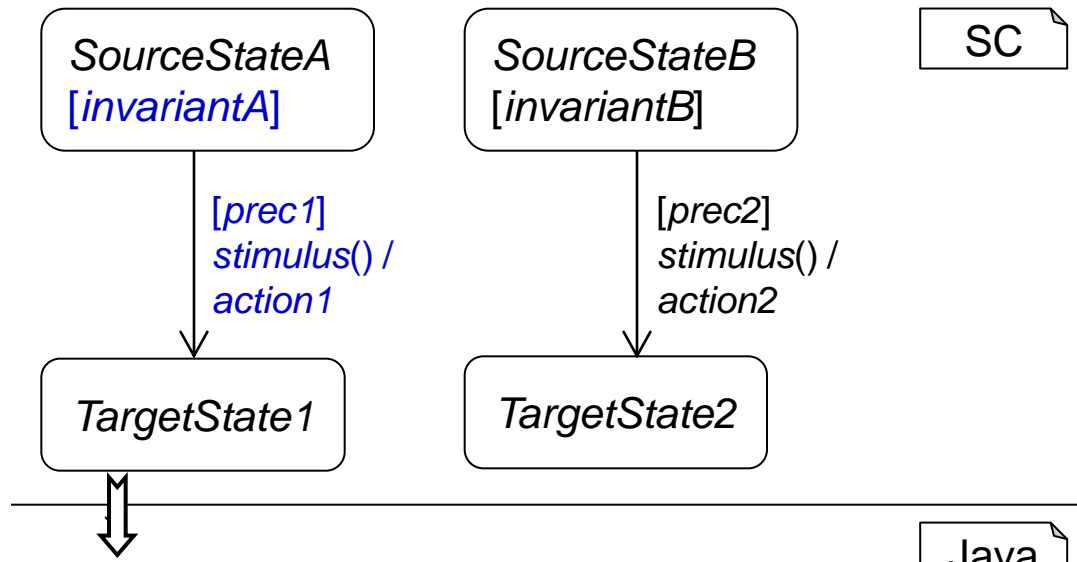 SourceStateA
[invariantA]
SourceStateB
[invariantB]
SC
[prec1]
stimulus() /
action1
[prec2]
stimulus() /
action2
TargetState1
TargetState2
Java